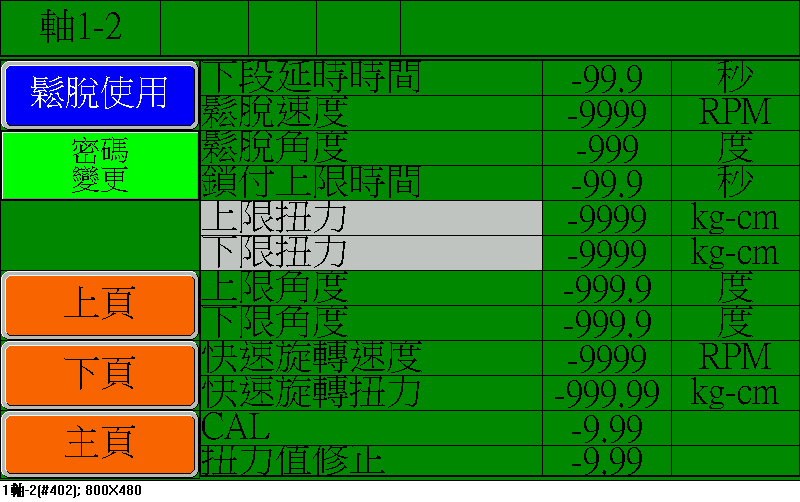 軸1-2
鬆脫使用
密碼
變更
上頁
下頁
主頁
下段延時時間 -99.9 秒
鬆脫速度 -9999 RPM
鬆脫角度 -999 度
鎖付上限時間 -99.9 秒
上限扭力 -9999 kg-cm
下限扭力 -9999 kg-cm
上限角度 -999.9 度
下限角度 -999.9 度
快速旋轉速度 -9999 RPM
快速旋轉扭力 -999.99 kg-cm
CAL -9.99
扭力值修止 -9.99
1軸-2(#402); 800X480